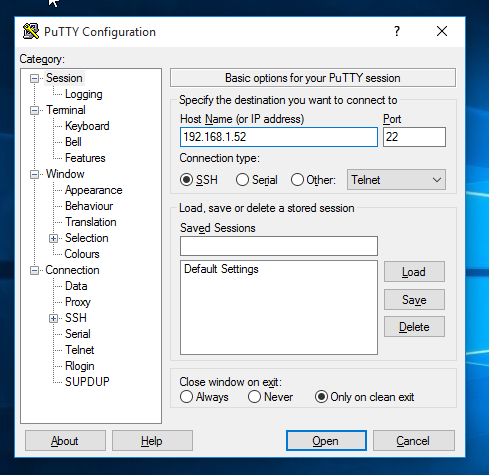 PuTTY Configuration
Category:
Session
Logging
Terminal
Keyboard
Bell
Features
Window
Appearance
Behaviour
Translation
Selection
Colours
Connection
Data
Proxy
SSH
Serial
Telnet
Rlogin
SUPDUP
Basic options for your PuTTY session
Specify the destination you want to connect to
Host Name (or IP address) Port
192.168.1.52 22
Connection type:
SSH Serial Other: Telnet
Load, save or delete a stored session
Saved Sessions
Default Settings
Load
Save
Delete
Close window on exit:
Always Never Only on clean exit
About Help Open Cancel